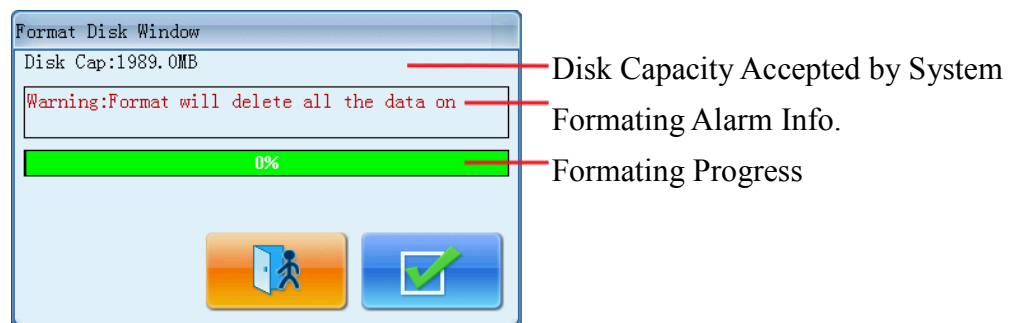 Format Disk Window
Disk Cap:1989.0MB
Disk Capacity Accepted by System
Warning:Format will delete all the data on
Formating Alarm Info.
0%
Formating Progress